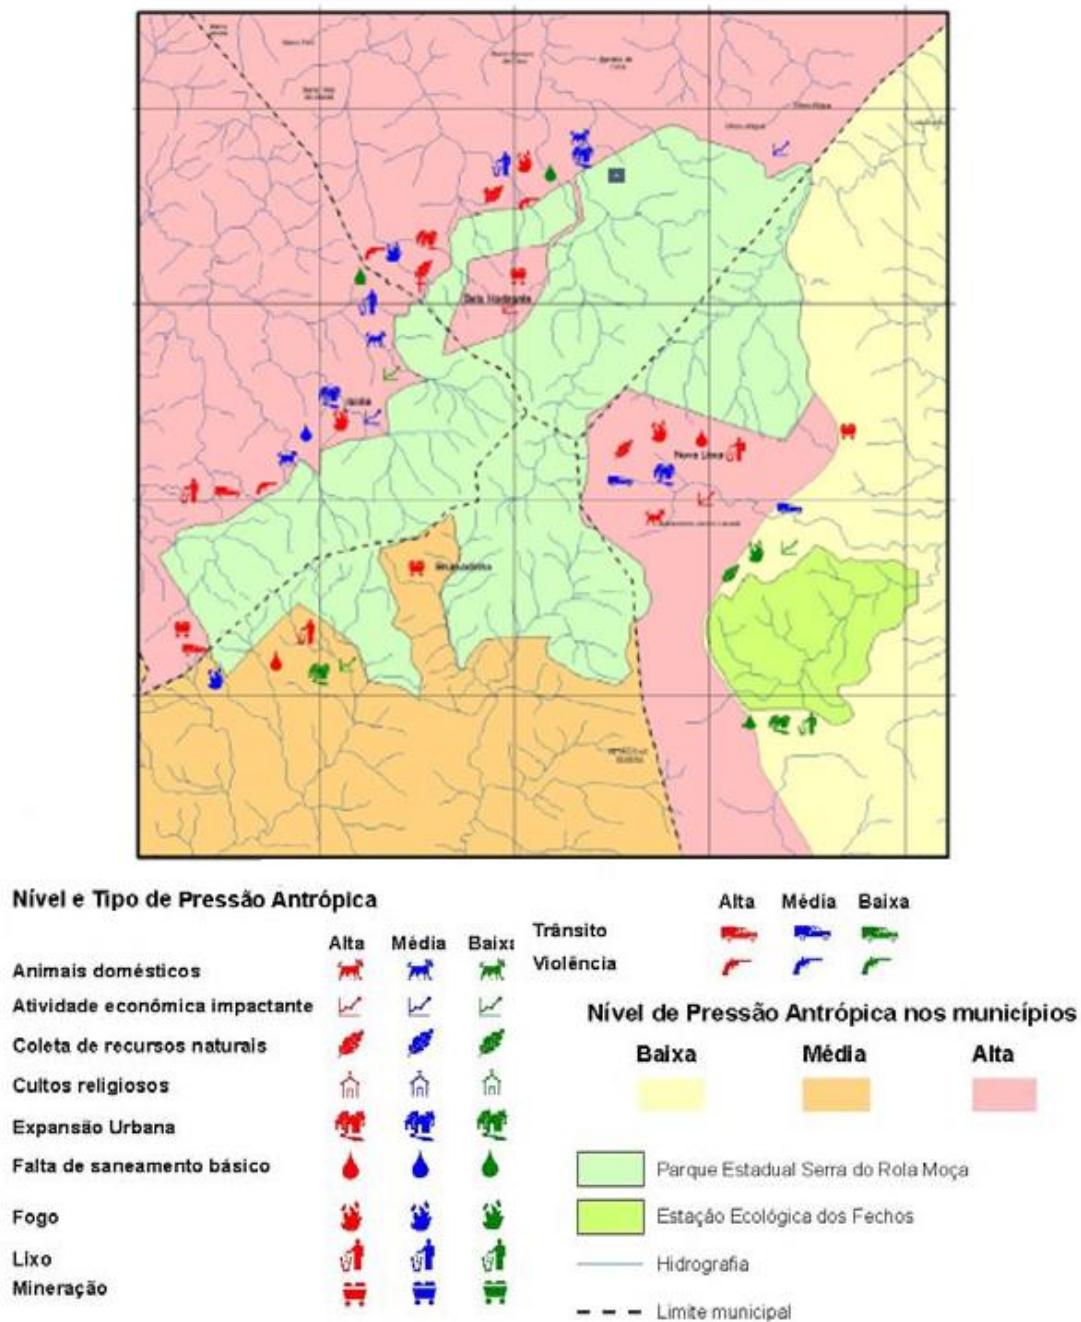 Nova Lima
Nível e Tipo de Pressão Antrópica
Alta Média Baixa
Animais domésticos
Atividade econômica impactante
Coleta de recursos naturais
Cultos religiosos
Expansão Urbana
Falta de saneamento básico
Fogo
Lixo
Mineração
Alta Média Baixa
Trânsito
Violência
Nível de Pressão Antrópica nos municípios
Baixa Média Alta
Parque Estadual Serra do Rola Moça
Estação Ecológica dos Fechos
Hidrografia
Limite municipal